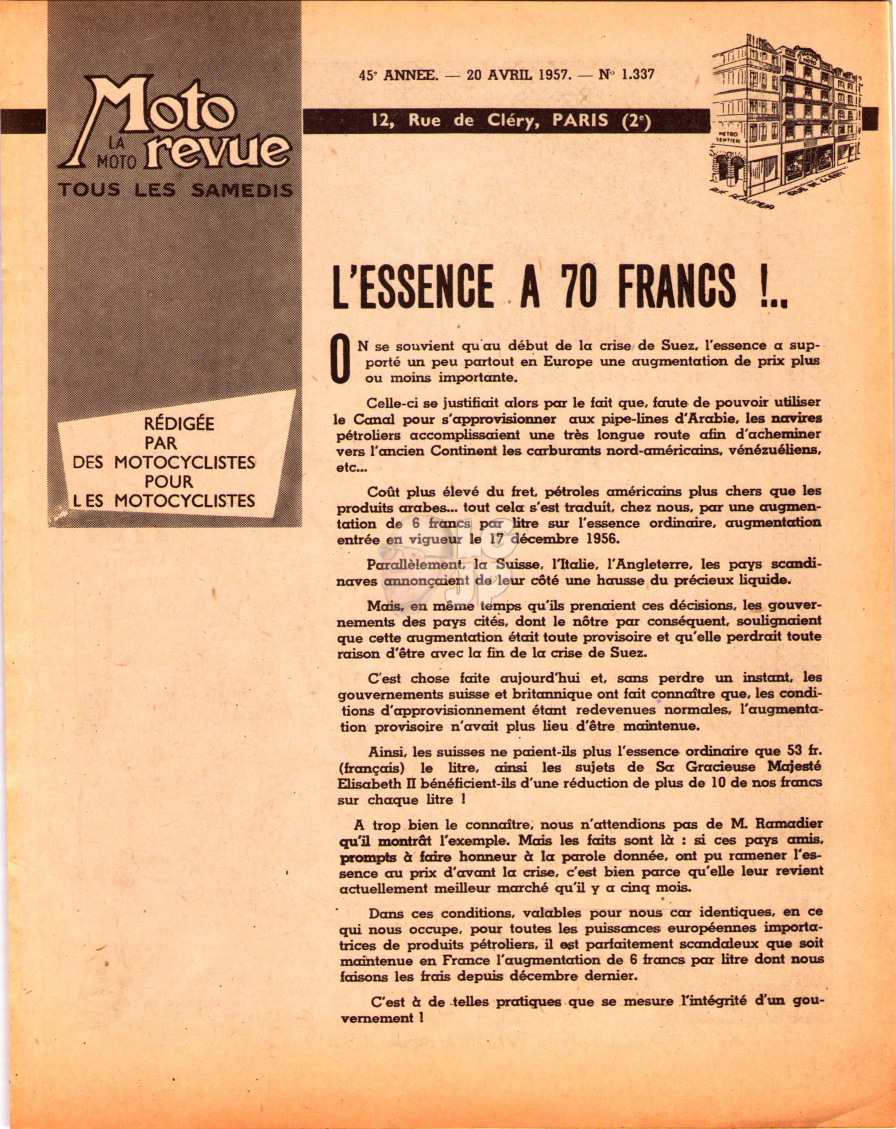 45e ANNEE. — 20 AVRIL 1957. — No 1.337
12, Rue de Cléry, PARIS (2e)
Moto
LA
MOTO
revue
TOUS LES SAMEDIS
METRO
SENTIER
RUE RÉAUMUR
RUE DE CLERY
RÉDIGÉE
PAR
DES MOTOCYCLISTES
POUR
LES MOTOCYCLISTES
L'ESSENCE A 70 FRANCS !..
ON se souvient qu'au début de la crise de Suez, l'essence a sup-
porté un peu partout en Europe une augmentation de prix plus
ou moins importante.
Celle-ci se justifiait alors par le fait que, faute de pouvoir utiliser
le Canal pour s'approvisionner aux pipe-lines d'Arabie, les navires
pétroliers accomplissaient une très longue route afin d'acheminer
vers l'ancien Continent les carburants nord-américains, vénézuéliens,
etc...
Coût plus élevé du fret, pétroles américains plus chers que les
produits arabes... tout cela s'est traduit, chez nous, par une augmen-
tation de 6 francs par litre sur l'essence ordinaire, augmentation
entrée en vigueur le 17 décembre 1956.
Parallèlement, la Suisse, l'Italie, l'Angleterre, les pays scandi-
naves annonçaient de leur côté une hausse du précieux liquide.
Mais, en même temps qu'ils prenaient ces décisions, les gouver-
nements des pays cités, dont le nôtre par conséquent, soulignaient
que cette augmentation était toute provisoire et qu'elle perdrait toute
raison d'être avec la fin de la crise de Suez.
C'est chose faite aujourd'hui et, sans perdre un instant, les
gouvernements suisse et britannique ont fait connaître que, les condi-
tions d'approvisionnement étant redevenues normales, l'augmenta-
tion provisoire n'avait plus lieu d'être maintenue.
Ainsi, les suisses ne paient-ils plus l'essence ordinaire que 53 fr.
(français) le litre, ainsi les sujets de Sa Gracieuse Majesté
Elisabeth II bénéficient-ils d'une réduction de plus de 10 de nos francs
sur chaque litre !
A trop bien le connaître, nous n'attendions pas de M. Ramadier
qu'il montrât l'exemple. Mais les faits sont là : si ces pays amis,
prompts à faire honneur à la parole donnée, ont pu ramener l'es-
sence au prix d'avant la crise, c'est bien parce qu'elle leur revient
actuellement meilleur marché qu'il y a cinq mois.
Dans ces conditions, valables pour nous car identiques, en ce
qui nous occupe, pour toutes les puissances européennes importa-
trices de produits pétroliers, il est parfaitement scandaleux que soit
maintenue en France l'augmentation de 6 francs par litre dont nous
faisons les frais depuis décembre dernier.
C'est à de telles pratiques que se mesure l'intégrité d'un gou-
vernement !